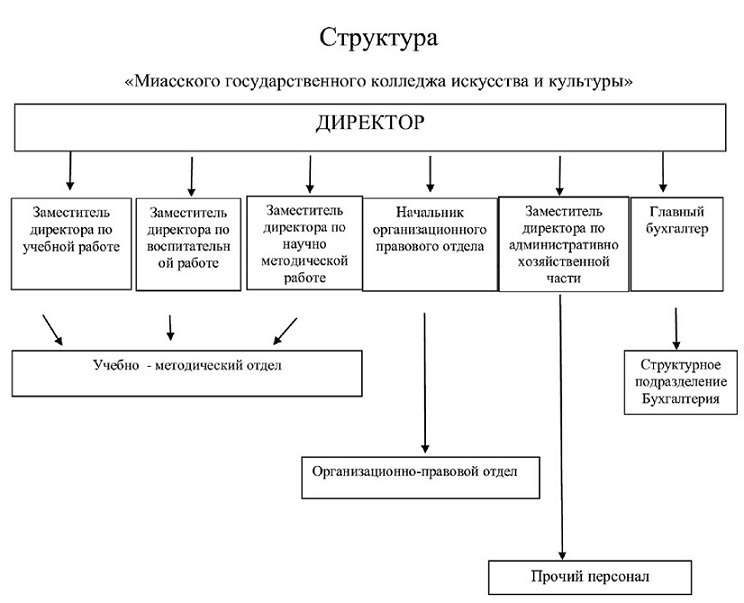 Структура
«Миасского государственного колледжа искусства и культуры»
ДИРЕКТОР
Заместитель
директора по
учебной работе
Заместитель
директора по
воспитательн
ой работе
Заместитель
директора по
научно
методической
работе
Начальник
организационного
правового отдела
Заместитель
директора по
административно
хозяйственной
части
Главный
бухгалтер
Учебно - методический отдел
Структурное
подразделение
Бухгалтерия
Организационно-правовой отдел
Прочий персонал